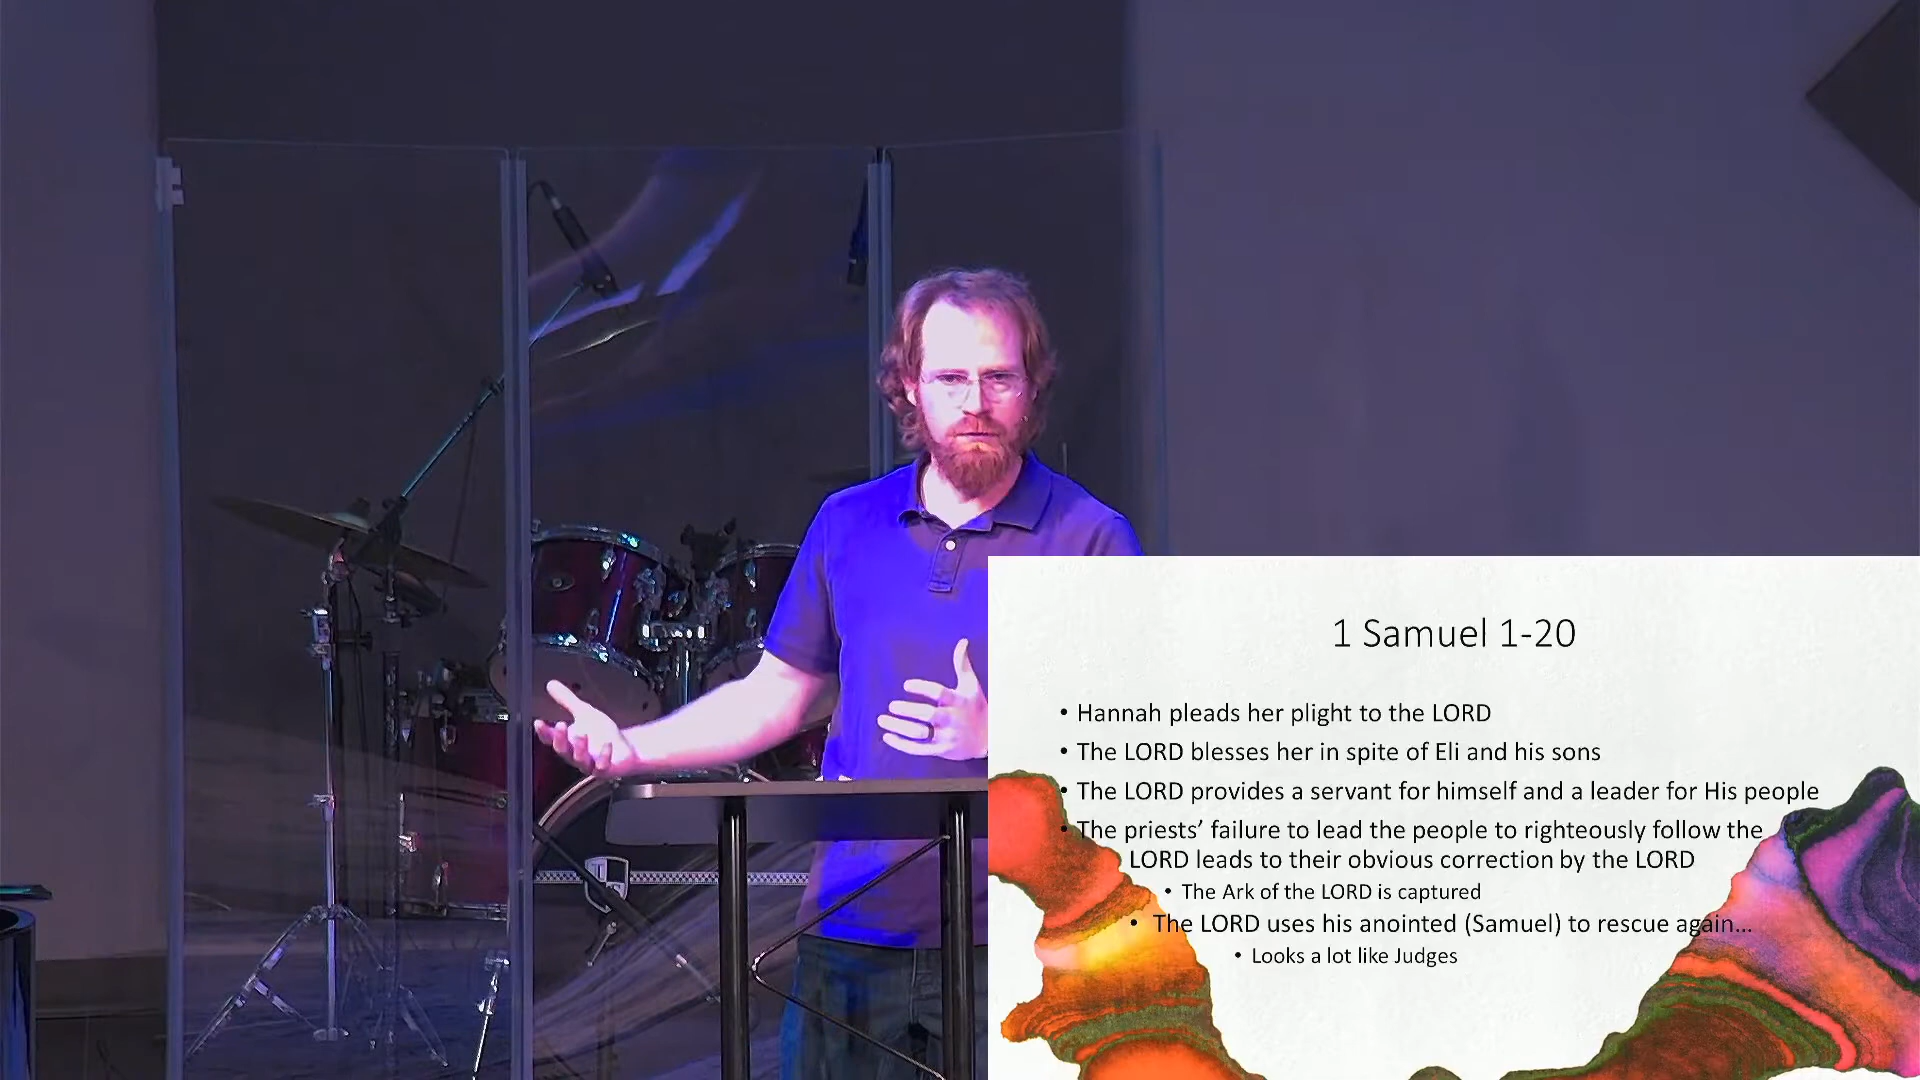 1 Samuel 1-20
• Hannah pleads her plight to the LORD
• The LORD blesses her in spite of Eli and his sons
• The LORD provides a servant for himself and a leader for His people
• The priests’ failure to lead the people to righteously follow the
LORD leads to their obvious correction by the LORD
• The Ark of the LORD is captured
• The LORD uses his anointed (Samuel) to rescue again...
• Looks a lot like Judges